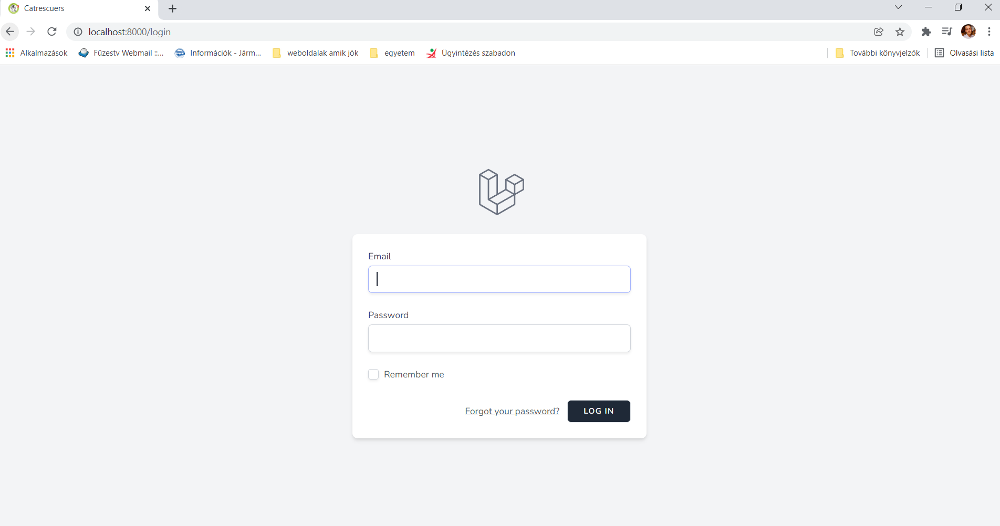 Catrescuers
localhost:8000/login
Alkalmazások Füzestv Webmail ::... Információk - Járm... weboldalak amik jók egyetem Ügyintézés szabadon További könyvjelzők Olvasási lista
Email
Password
Remember me
Forgot your password? LOG IN